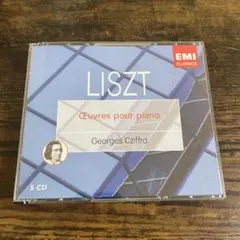 EMI
CLASSICS
LISZT
Œuvres pour piano
Georges Cziffra
5 CD